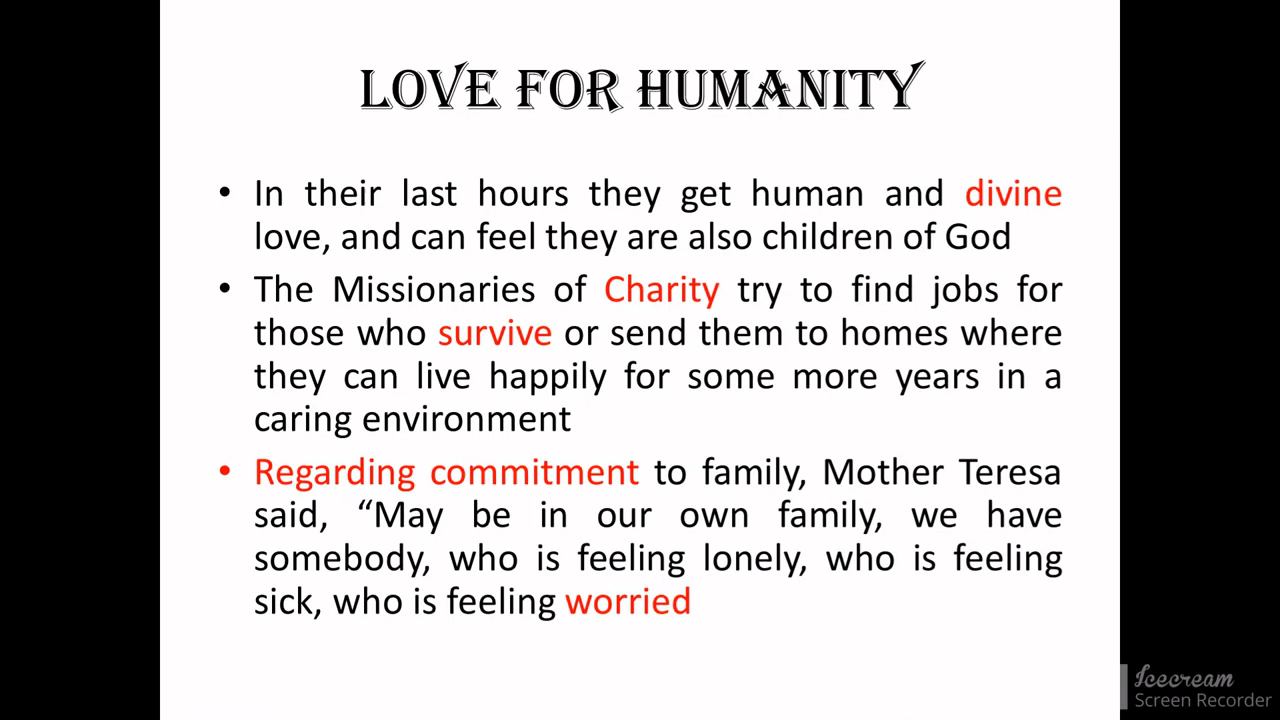 LOVE FOR HUMANITY
• In their last hours they get human and divine
love, and can feel they are also children of God
• The Missionaries of Charity try to find jobs for
those who survive or send them to homes where
they can live happily for some more years in a
caring environment
• Regarding commitment to family, Mother Teresa
said, “May be in our own family, we have
somebody, who is feeling lonely, who is feeling
sick, who is feeling worried
Icecream
Screen Recorder